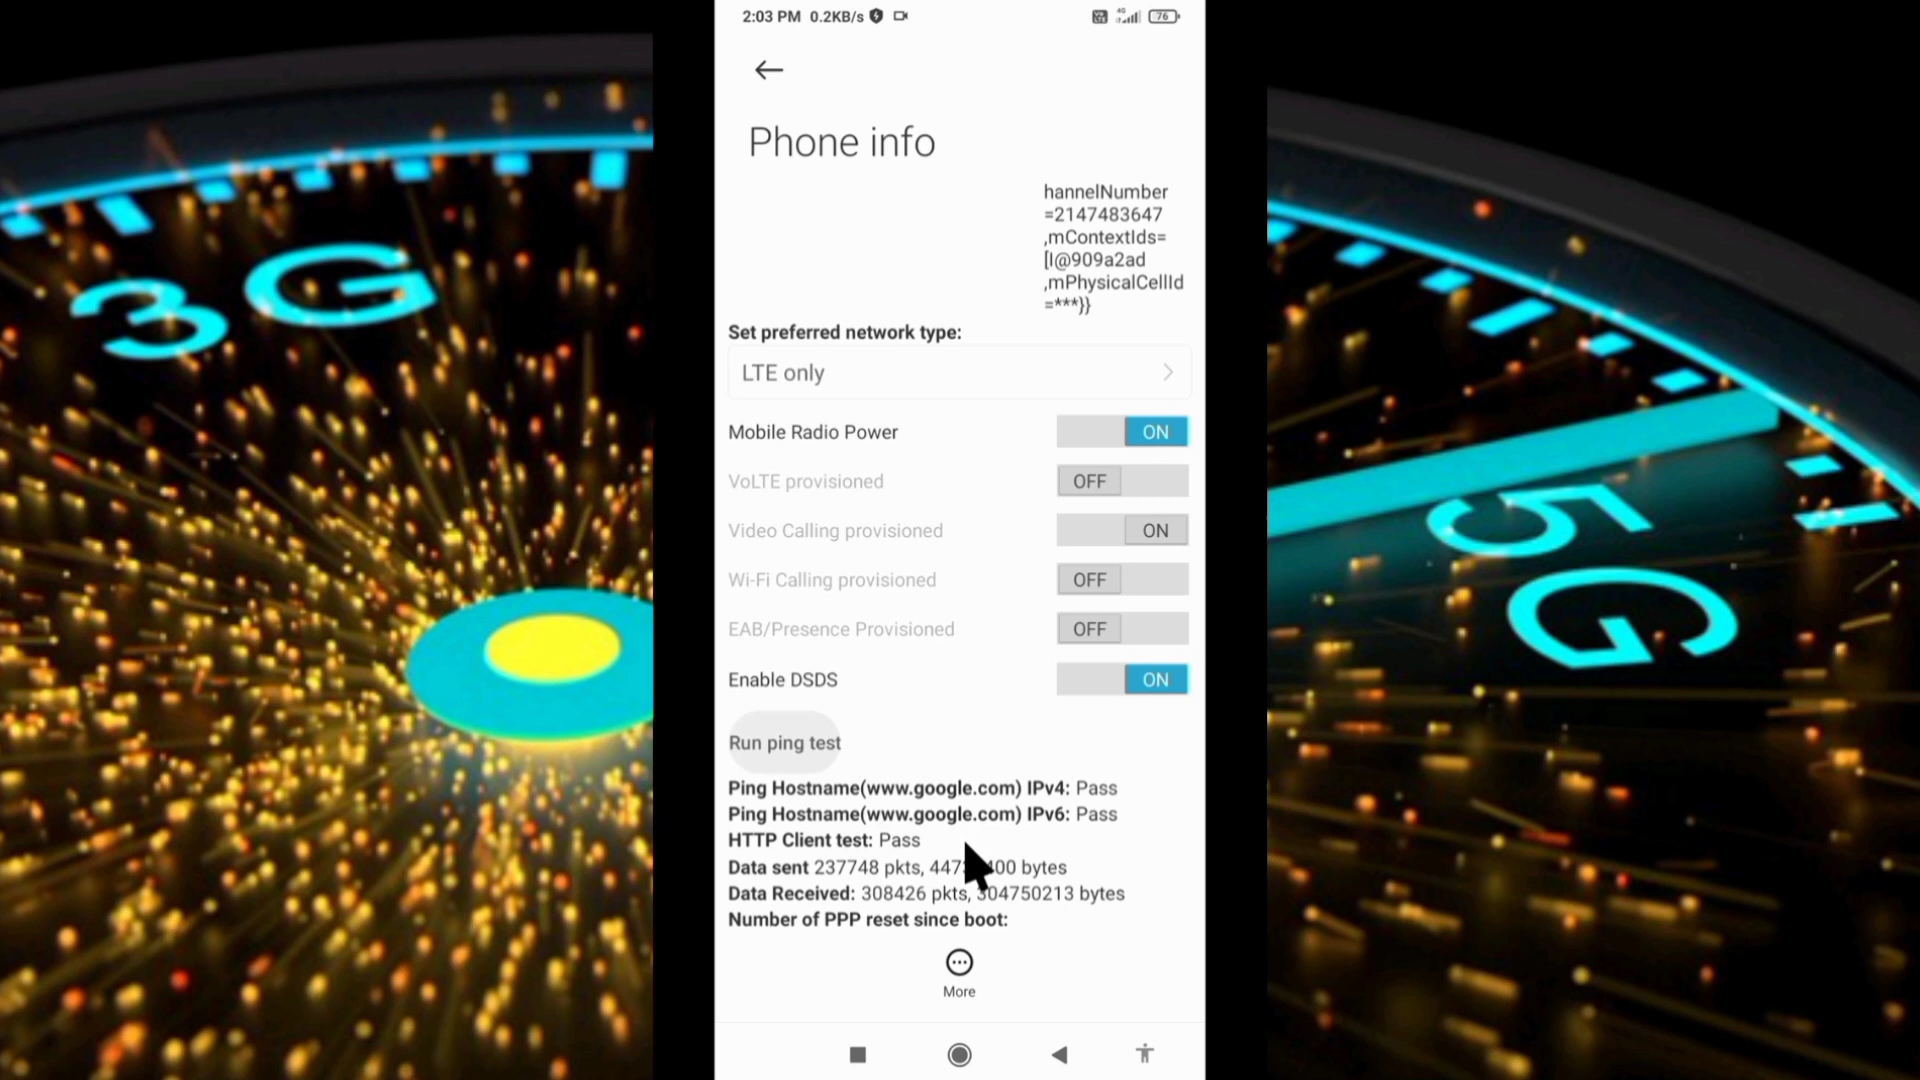 2:03 PM 0.2KB/s
4G
76
Phone info
hannelNumber
=2147483647
,mContextIds=
[I@909a2ad
,mPhysicalCellId
=***}}
Set preferred network type:
LTE only
Mobile Radio Power ON
VoLTE provisioned OFF
Video Calling provisioned ON
Wi-Fi Calling provisioned OFF
EAB/Presence Provisioned OFF
Enable DSDS ON
Run ping test
Ping Hostname(www.google.com) IPv4: Pass
Ping Hostname(www.google.com) IPv6: Pass
HTTP Client test: Pass
Data sent 237748 pkts, bytes
Data Received: 308426 pkts, 304750213 bytes
Number of PPP reset since boot:
More
3G
5G